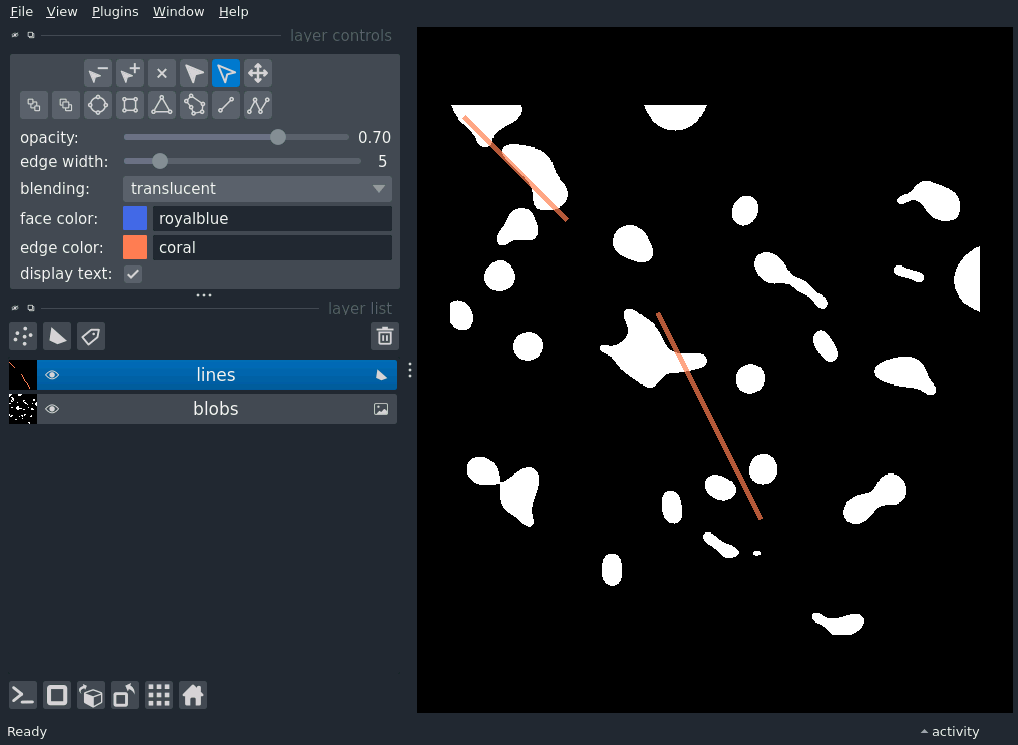 File View Plugins Window Help
layer controls
opacity: 0.70
edge width: 5
blending: translucent
face color: royalblue
edge color: coral
display text:
layer list
lines
blobs
Ready activity